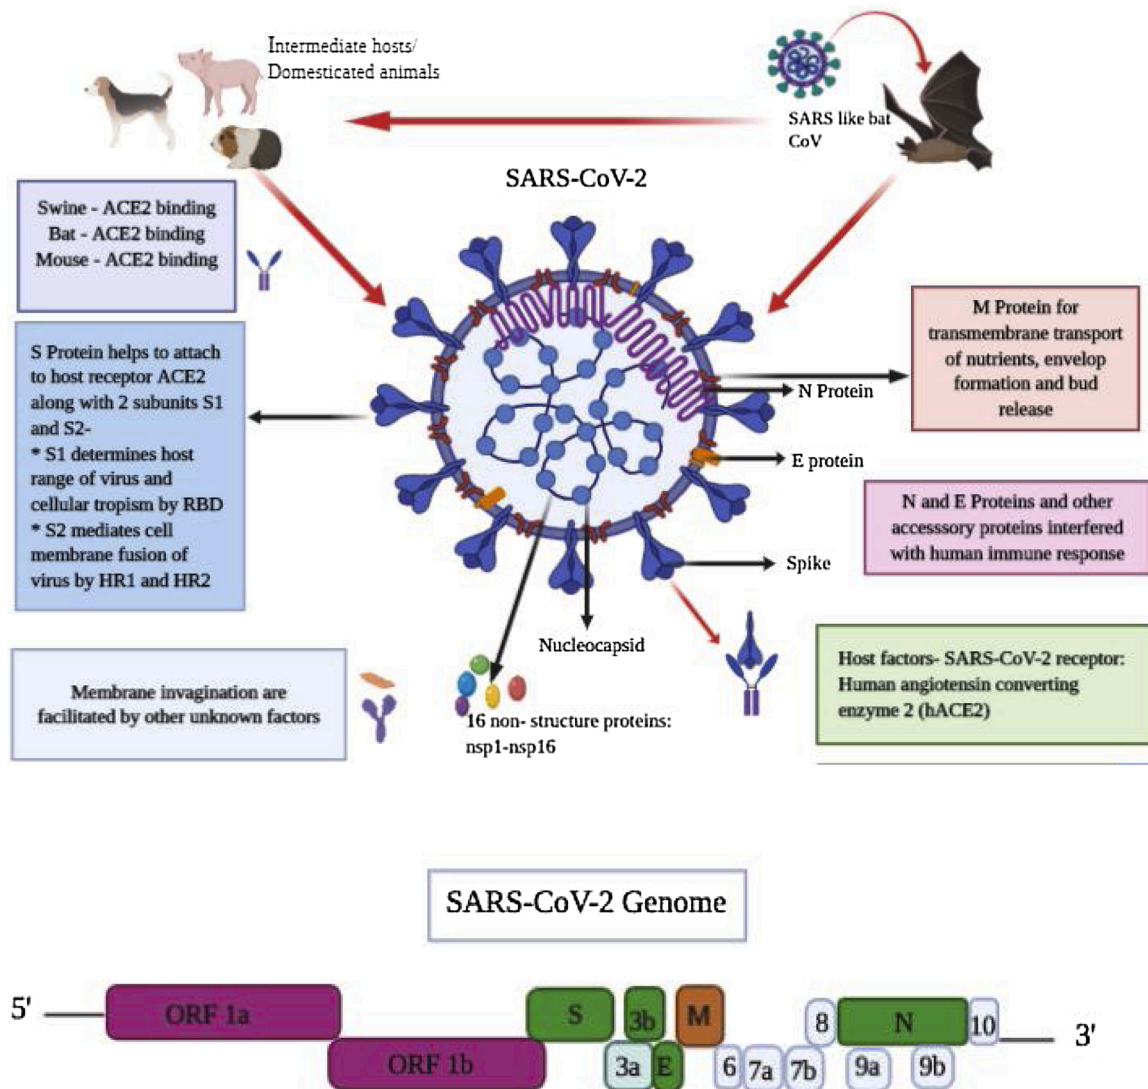 Intermediate hosts/
Domesticated animals
SARS like bat
CoV
SARS-CoV-2
Swine - ACE2 binding
Bat - ACE2 binding
Mouse - ACE2 binding
S Protein helps to attach
to host receptor ACE2
along with 2 subunits S1
and S2-
* S1 determines host
range of virus and
cellular tropism by RBD
* S2 mediates cell
membrane fusion of
virus by HR1 and HR2
M Protein for
transmembrane transport
of nutrients, envelop
formation and bud
release
N Protein
E protein
N and E Proteins and other
accesssory proteins interfered
with human immune response
Spike
Nucleocapsid
Membrane invagination are
facilitated by other unknown factors
16 non- structure proteins:
nsp1-nsp16
Host factors- SARS-CoV-2 receptor:
Human angiotensin converting
enzyme 2 (hACE2)
SARS-CoV-2 Genome
5' ORF 1a S 3b M 8 N 10 3'
ORF 1b 3a E 6 7a 7b 9a 9b